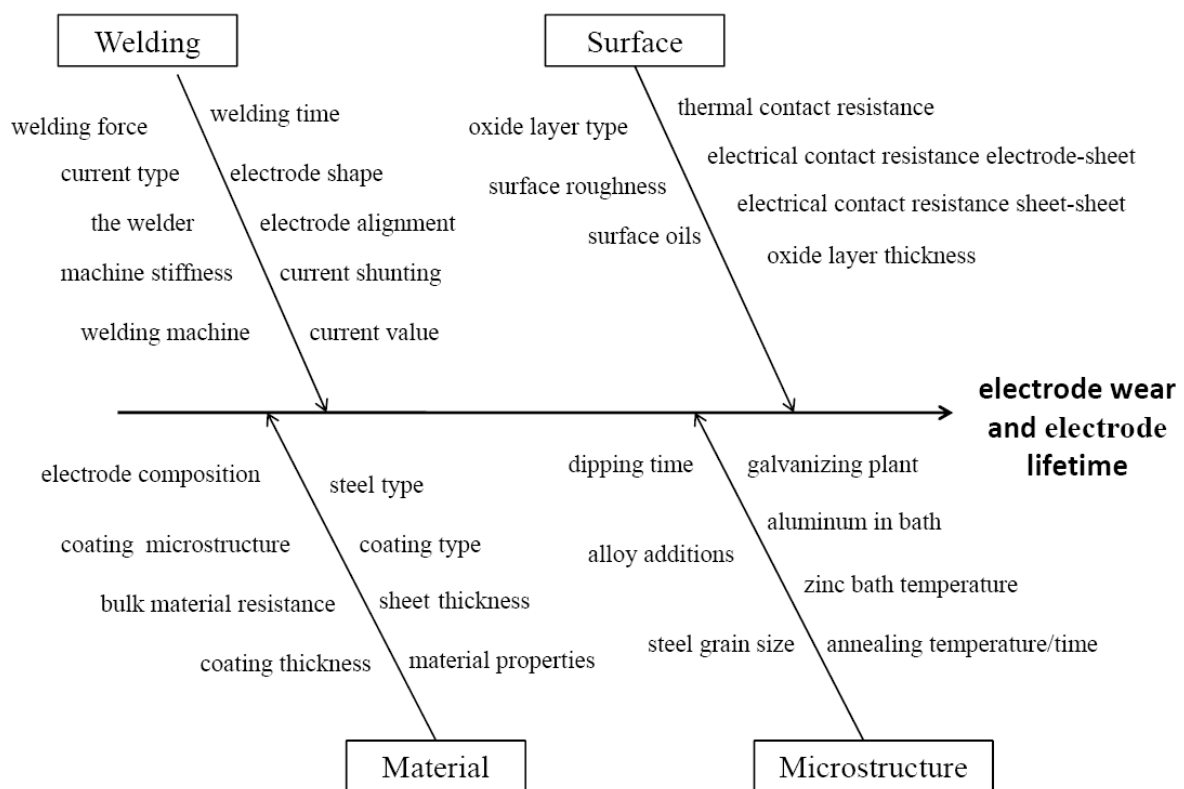 Welding
welding force
welding time
current type
electrode shape
the welder
electrode alignment
machine stiffness
current shunting
welding machine
current value
Surface
oxide layer type
thermal contact resistance
surface roughness
electrical contact resistance electrode-sheet
surface oils
electrical contact resistance sheet-sheet
oxide layer thickness
electrode wear
and electrode
lifetime
electrode composition
steel type
coating microstructure
coating type
bulk material resistance
sheet thickness
coating thickness
material properties
Material
dipping time
galvanizing plant
alloy additions
aluminum in bath
zinc bath temperature
steel grain size
annealing temperature/time
Microstructure